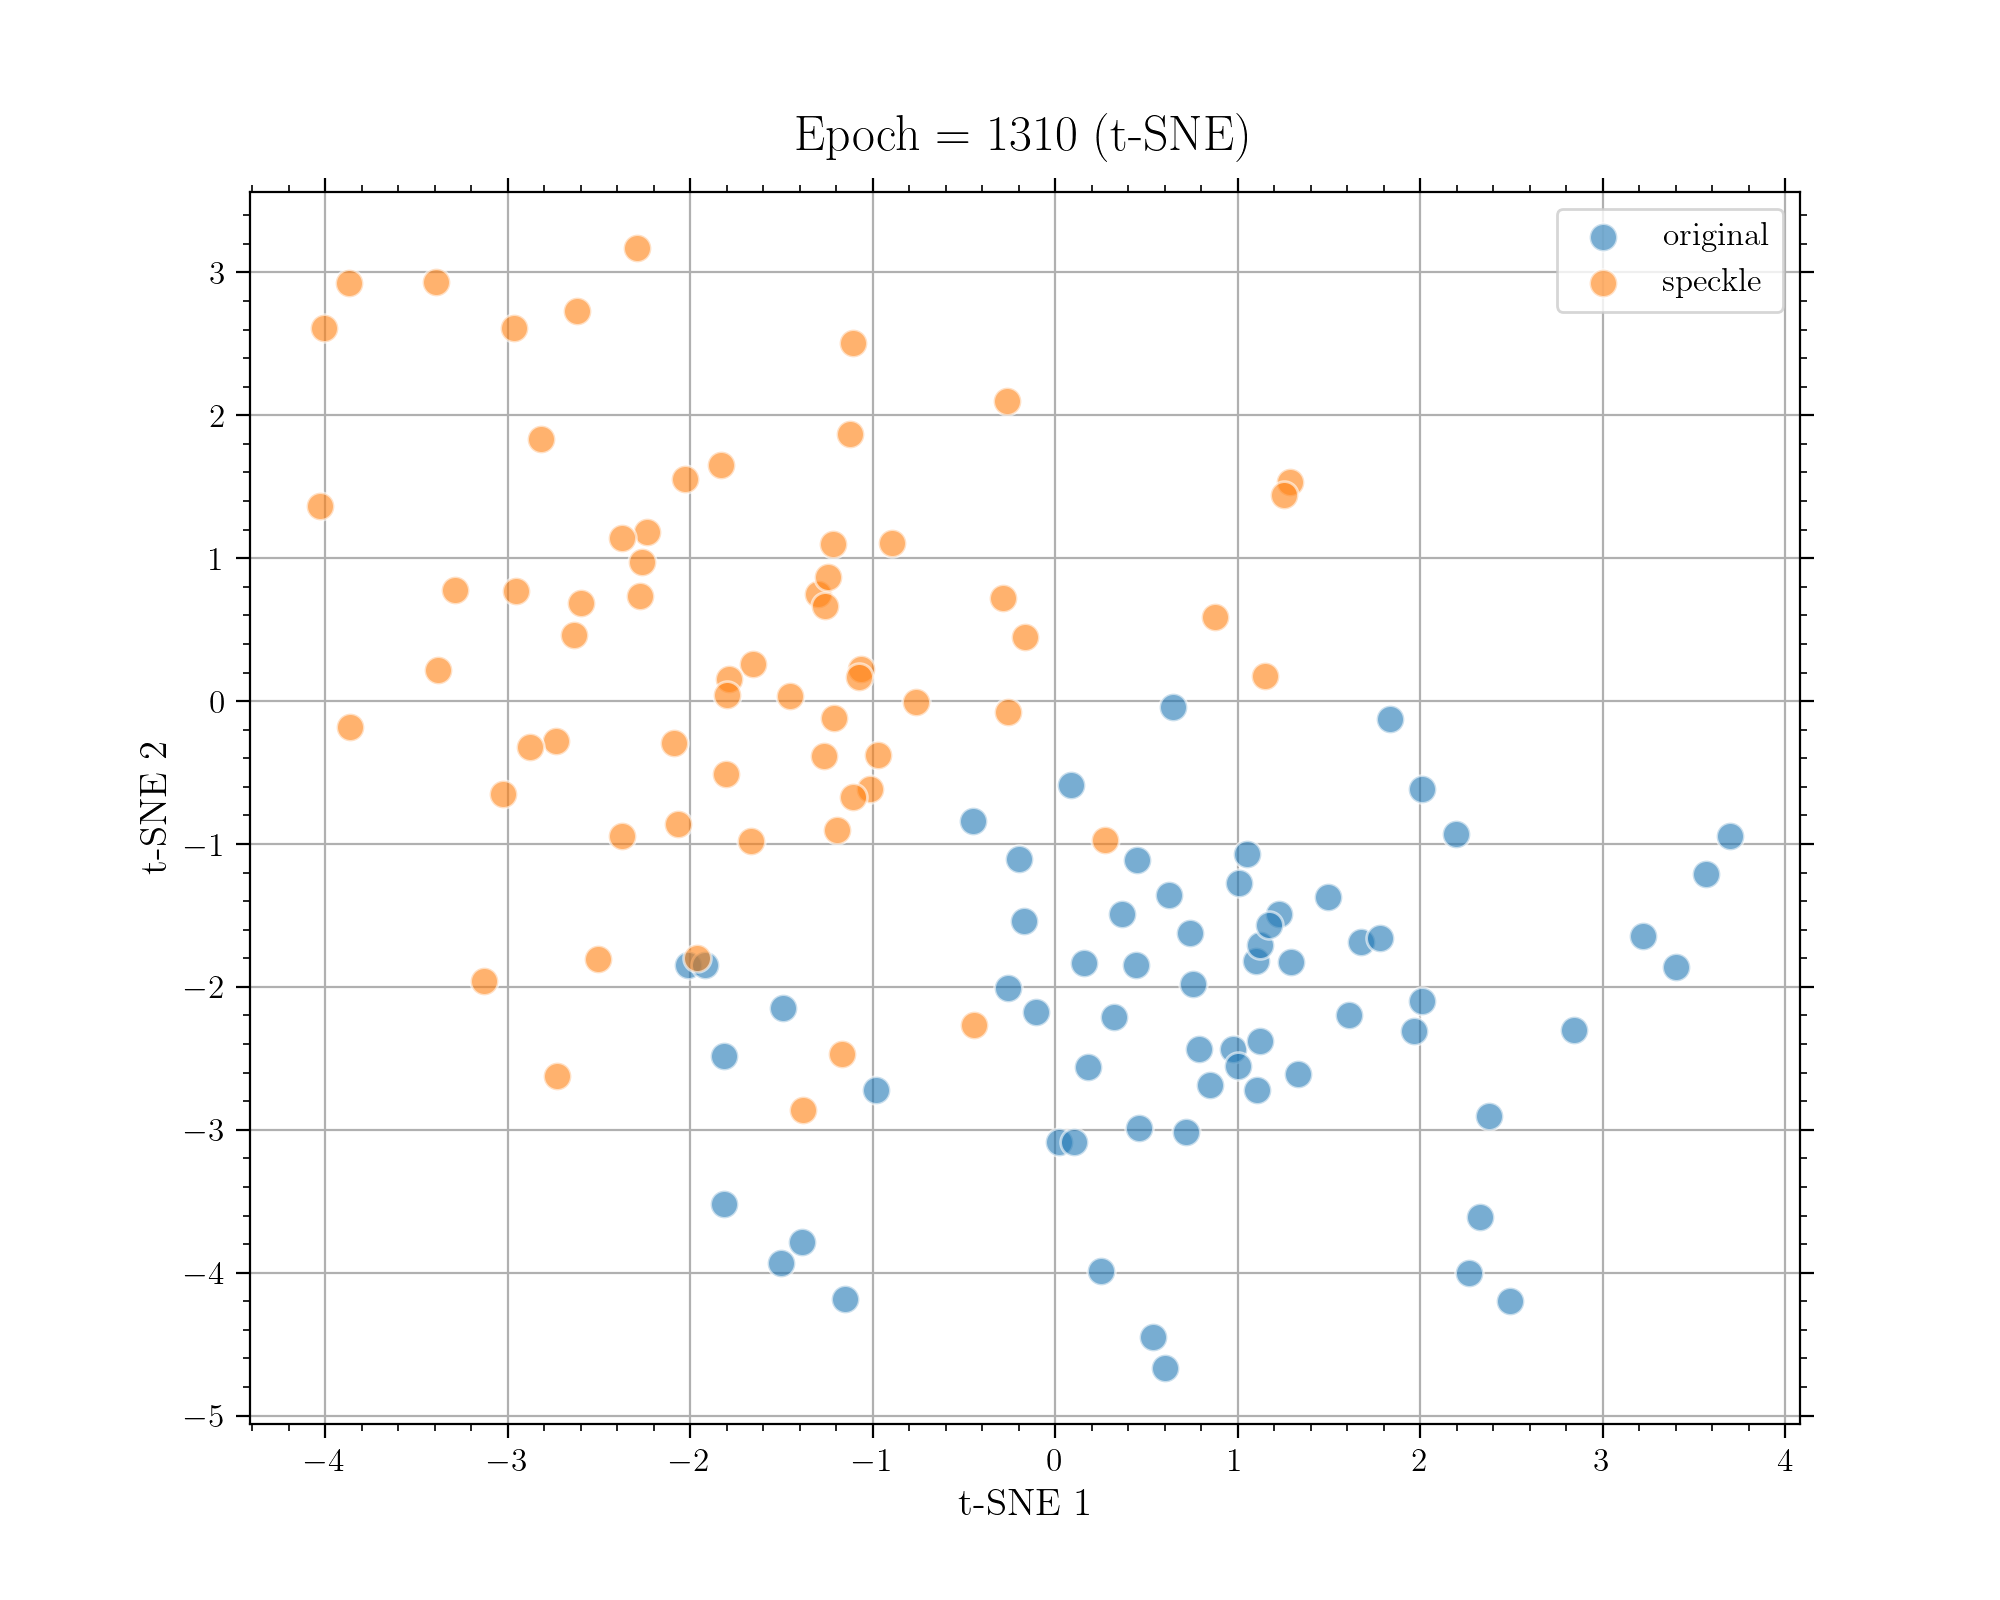 Epoch = 1310 (t-SNE)
original
speckle
3
2
1
0
−1
−2
−3
−4
−5
t-SNE 2
−4 −3 −2 −1 0 1 2 3 4
t-SNE 1